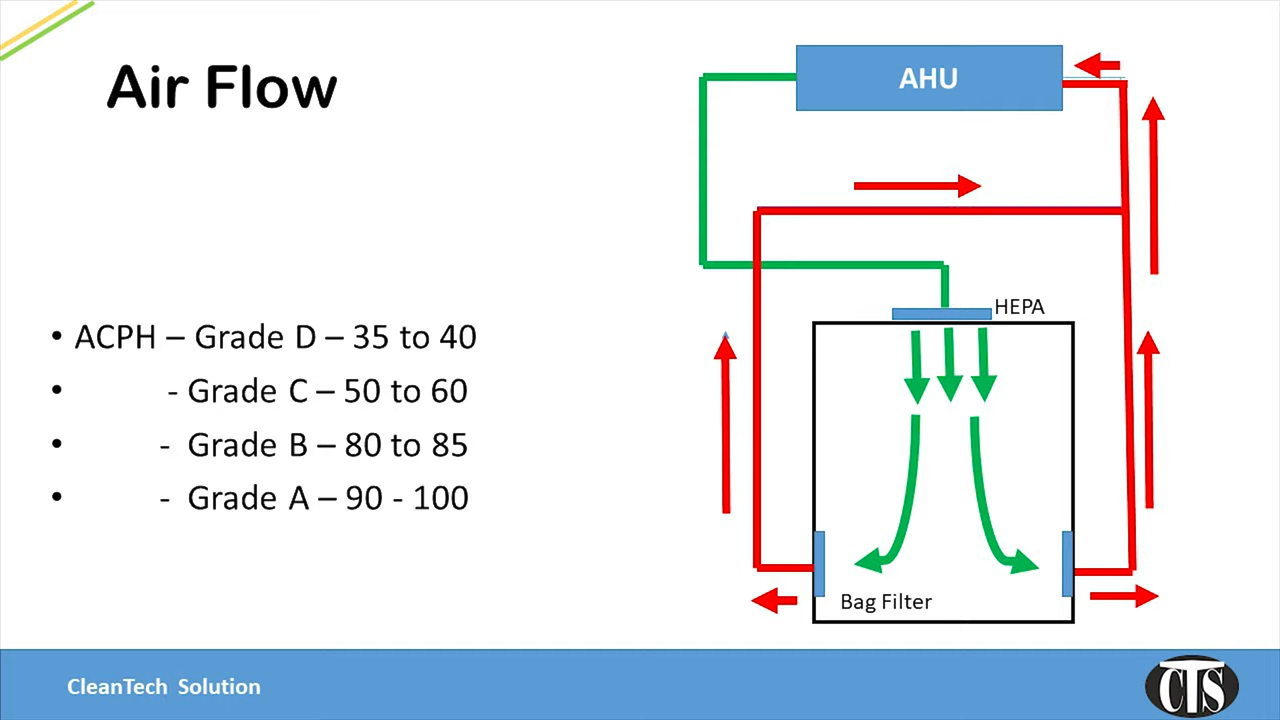 Air Flow
AHU
HEPA
• ACPH – Grade D – 35 to 40
• - Grade C – 50 to 60
• - Grade B – 80 to 85
• - Grade A – 90 - 100
Bag Filter
CleanTech Solution
CTS